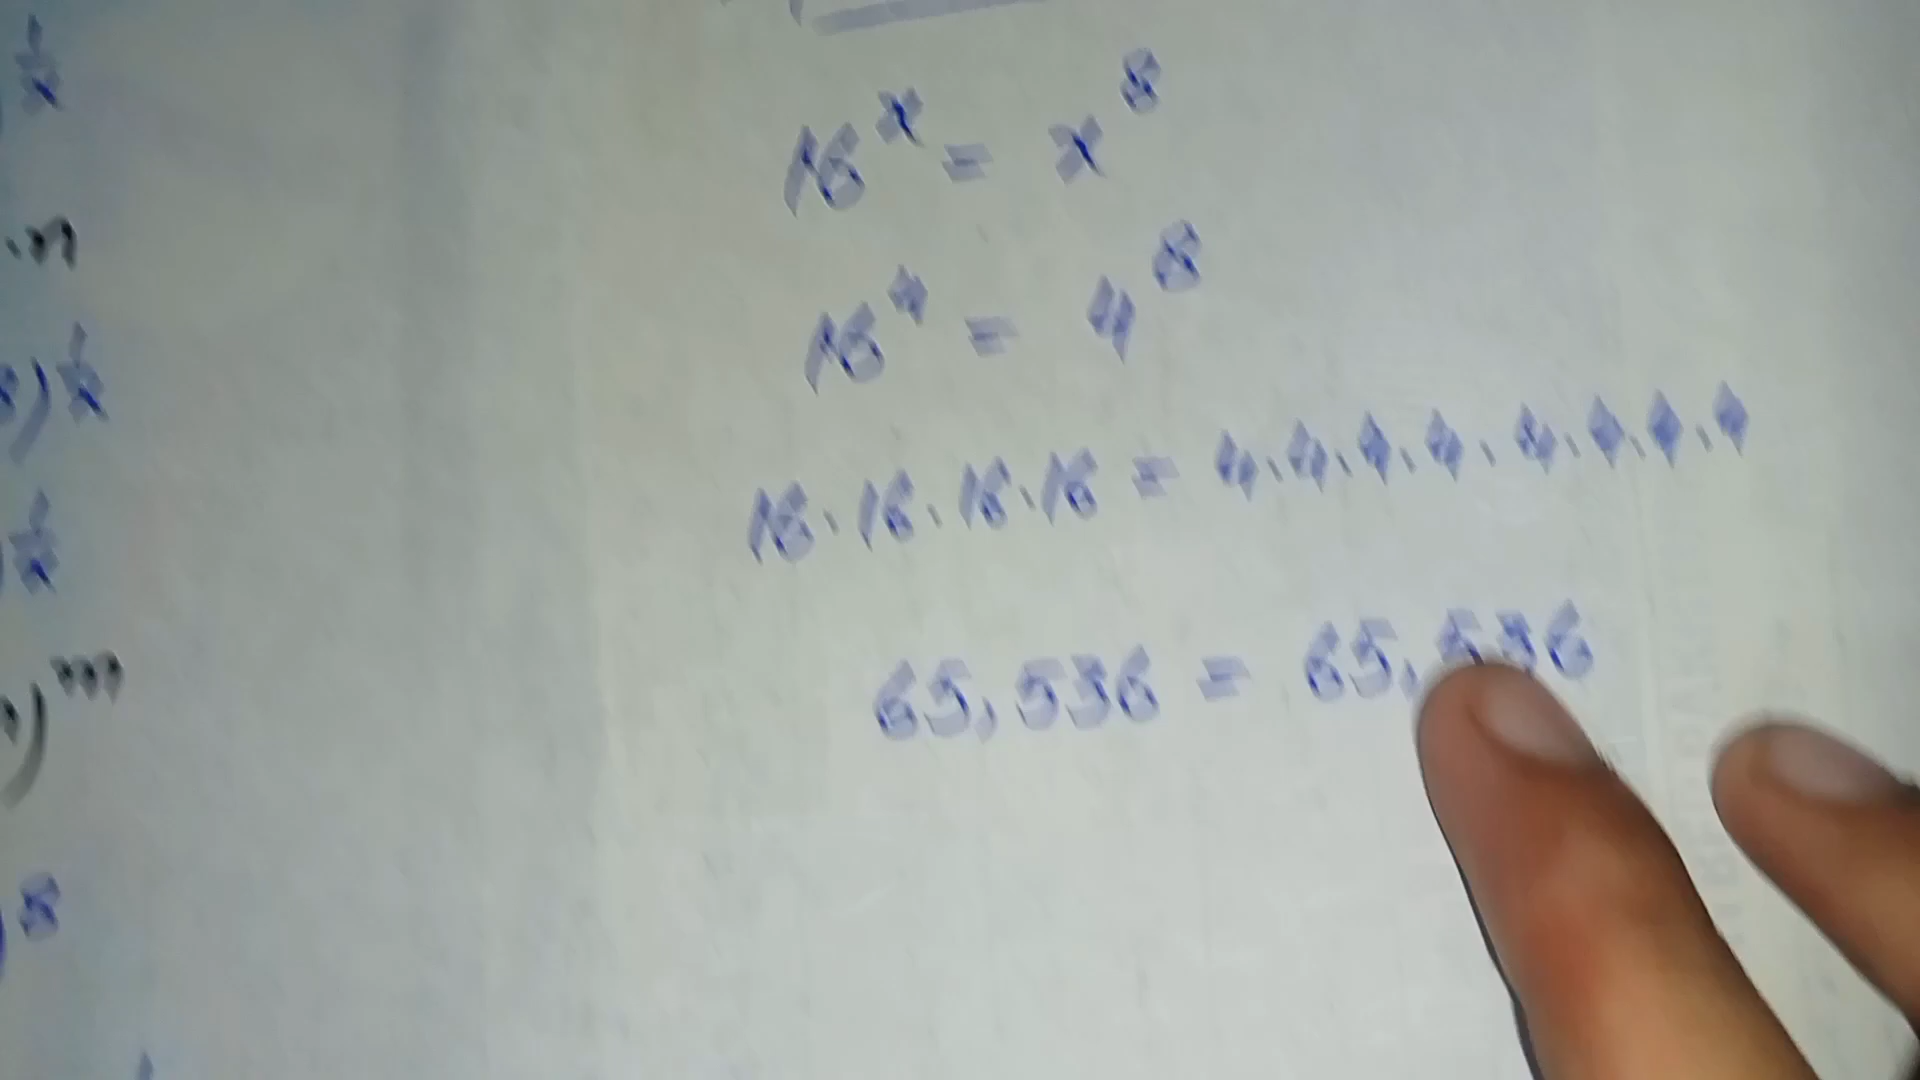 16^x = x^8
16^4 = 4^8
16.16.16.16 = 4.4.4.4.4.4.4.4
65,536 = 65,536